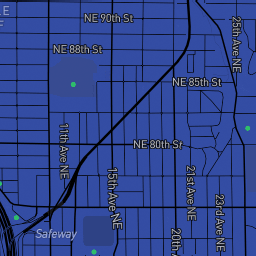 LE
NE 90th St
25th Ave NE
NE 88th St
NE 85th St
11th Ave NE
NE 80th St
15th Ave NE
21st Ave NE
23rd Ave NE
20th
Safeway